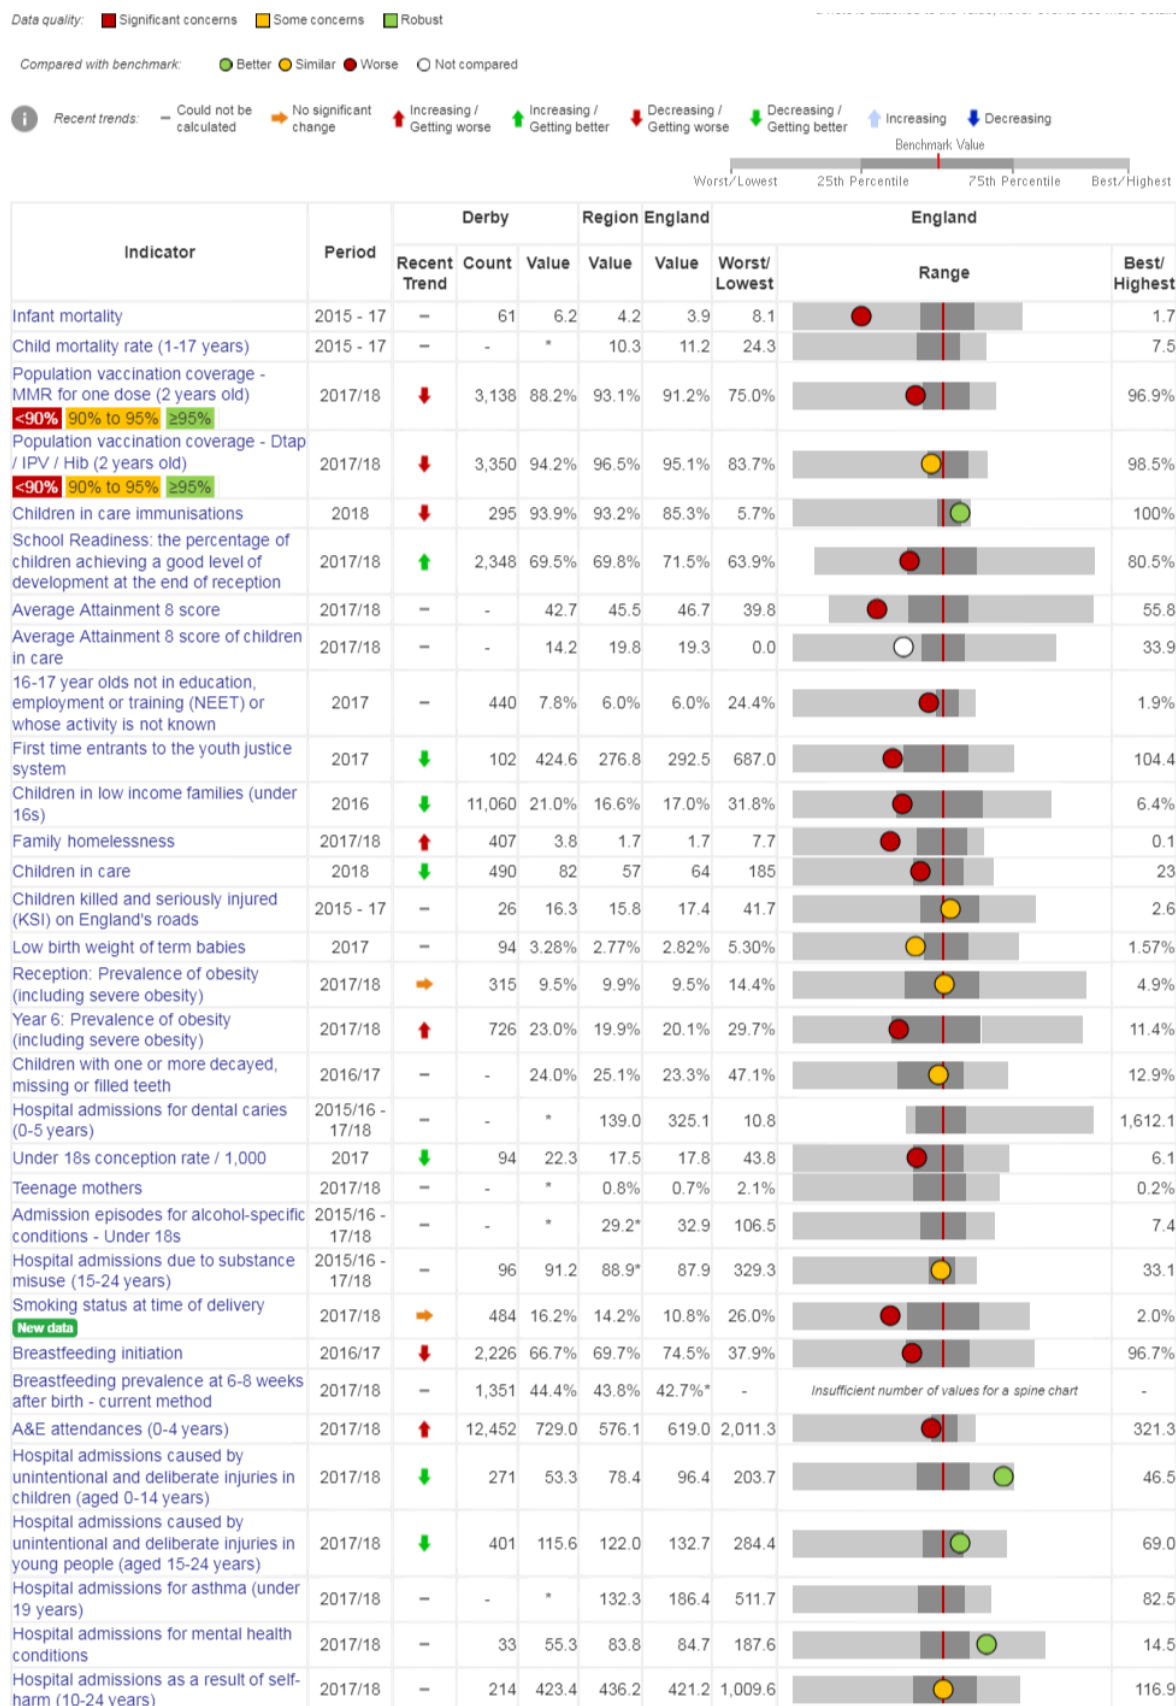 Data quality: Significant concerns Some concerns Robust
Compared with benchmark: Better Similar Worse Not compared
Recent trends: – Could not be calculated No significant change Increasing / Getting worse Increasing / Getting better Decreasing / Getting worse Decreasing / Getting better Increasing Decreasing
Benchmark Value
Worst/Lowest 25th Percentile 75th Percentile Best/Highest
Derby Region England England
Indicator Period Recent Trend Count Value Value Value Worst/ Lowest Range Best/ Highest
Infant mortality 2015 - 17 – 61 6.2 4.2 3.9 8.1 1.7
Child mortality rate (1-17 years) 2015 - 17 – - * 10.3 11.2 24.3 7.5
Population vaccination coverage -
MMR for one dose (2 years old) 2017/18 3,138 88.2% 93.1% 91.2% 75.0% 96.9%
<90% 90% to 95% ≥95%
Population vaccination coverage - Dtap
/ IPV / Hib (2 years old) 2017/18 3,350 94.2% 96.5% 95.1% 83.7% 98.5%
<90% 90% to 95% ≥95%
Children in care immunisations 2018 295 93.9% 93.2% 85.3% 5.7% 100%
School Readiness: the percentage of
children achieving a good level of 2017/18 2,348 69.5% 69.8% 71.5% 63.9% 80.5%
development at the end of reception
Average Attainment 8 score 2017/18 – - 42.7 45.5 46.7 39.8 55.8
Average Attainment 8 score of children
in care 2017/18 – - 14.2 19.8 19.3 0.0 33.9
16-17 year olds not in education,
employment or training (NEET) or 2017 – 440 7.8% 6.0% 6.0% 24.4% 1.9%
whose activity is not known
First time entrants to the youth justice
system 2017 102 424.6 276.8 292.5 687.0 104.4
Children in low income families (under
16s) 2016 11,060 21.0% 16.6% 17.0% 31.8% 6.4%
Family homelessness 2017/18 407 3.8 1.7 1.7 7.7 0.1
Children in care 2018 490 82 57 64 185 23
Children killed and seriously injured
(KSI) on England's roads 2015 - 17 – 26 16.3 15.8 17.4 41.7 2.6
Low birth weight of term babies 2017 – 94 3.28% 2.77% 2.82% 5.30% 1.57%
Reception: Prevalence of obesity
(including severe obesity) 2017/18 315 9.5% 9.9% 9.5% 14.4% 4.9%
Year 6: Prevalence of obesity
(including severe obesity) 2017/18 726 23.0% 19.9% 20.1% 29.7% 11.4%
Children with one or more decayed,
missing or filled teeth 2016/17 – - 24.0% 25.1% 23.3% 47.1% 12.9%
Hospital admissions for dental caries
(0-5 years) 2015/16 - 17/18 – - * 139.0 325.1 10.8 1,612.1
Under 18s conception rate / 1,000 2017 94 22.3 17.5 17.8 43.8 6.1
Teenage mothers 2017/18 – - * 0.8% 0.7% 2.1% 0.2%
Admission episodes for alcohol-specific
conditions - Under 18s 2015/16 - 17/18 – - * 29.2* 32.9 106.5 7.4
Hospital admissions due to substance
misuse (15-24 years) 2015/16 - 17/18 – 96 91.2 88.9* 87.9 329.3 33.1
Smoking status at time of delivery 2017/18 484 16.2% 14.2% 10.8% 26.0% 2.0%
New data
Breastfeeding initiation 2016/17 2,226 66.7% 69.7% 74.5% 37.9% 96.7%
Breastfeeding prevalence at 6-8 weeks
after birth - current method 2017/18 – 1,351 44.4% 43.8% 42.7%* - Insufficient number of values for a spine chart -
A&E attendances (0-4 years) 2017/18 12,452 729.0 576.1 619.0 2,011.3 321.3
Hospital admissions caused by
unintentional and deliberate injuries in 2017/18 271 53.3 78.4 96.4 203.7 46.5
children (aged 0-14 years)
Hospital admissions caused by
unintentional and deliberate injuries in 2017/18 401 115.6 122.0 132.7 284.4 69.0
young people (aged 15-24 years)
Hospital admissions for asthma (under
19 years) 2017/18 – - * 132.3 186.4 511.7 82.5
Hospital admissions for mental health
conditions 2017/18 – 33 55.3 83.8 84.7 187.6 14.5
Hospital admissions as a result of self-
harm (10-24 years) 2017/18 – 214 423.4 436.2 421.2 1,009.6 116.9